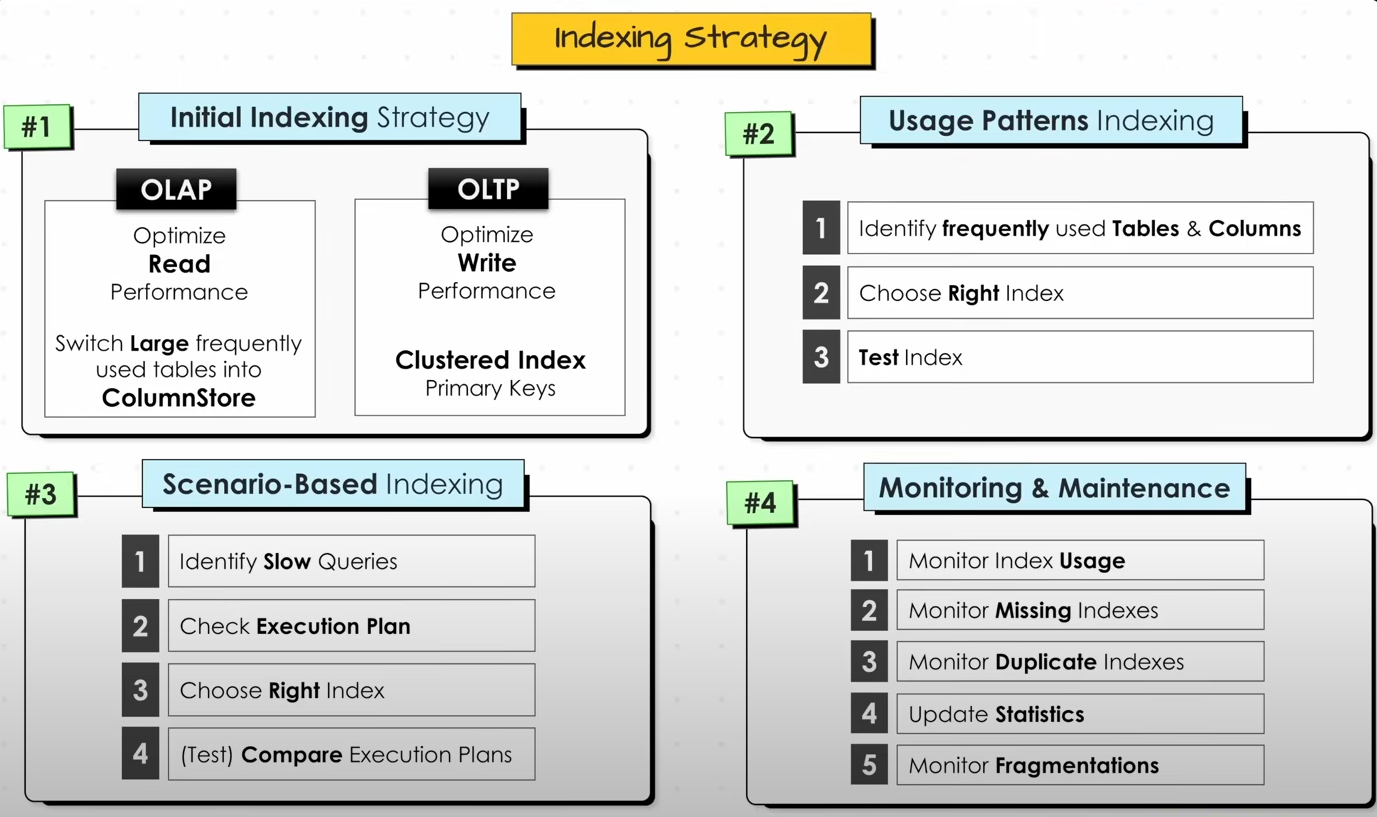 Indexing Strategy
#1
Initial Indexing Strategy
OLAP
Optimize
Read
Performance
Switch Large frequently
used tables into
ColumnStore
OLTP
Optimize
Write
Performance
Clustered Index
Primary Keys
#2
Usage Patterns Indexing
1 Identify frequently used Tables & Columns
2 Choose Right Index
3 Test Index
#3
Scenario-Based Indexing
1 Identify Slow Queries
2 Check Execution Plan
3 Choose Right Index
4 (Test) Compare Execution Plans
#4
Monitoring & Maintenance
1 Monitor Index Usage
2 Monitor Missing Indexes
3 Monitor Duplicate Indexes
4 Update Statistics
5 Monitor Fragmentations